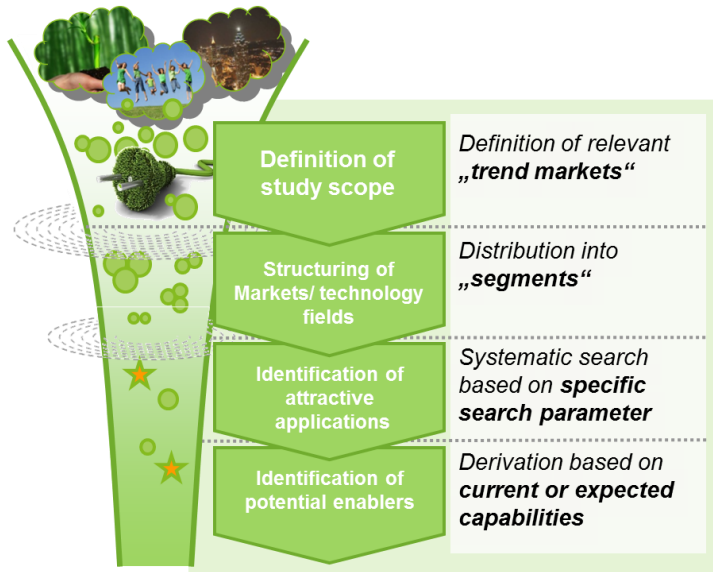 Definition of
study scope
Definition of relevant
„trend markets“
Structuring of
Markets/ technology
fields
Distribution into
„segments“
Identification of
attractive
applications
Systematic search
based on specific
search parameter
Identification of
potential enablers
Derivation based on
current or expected
capabilities